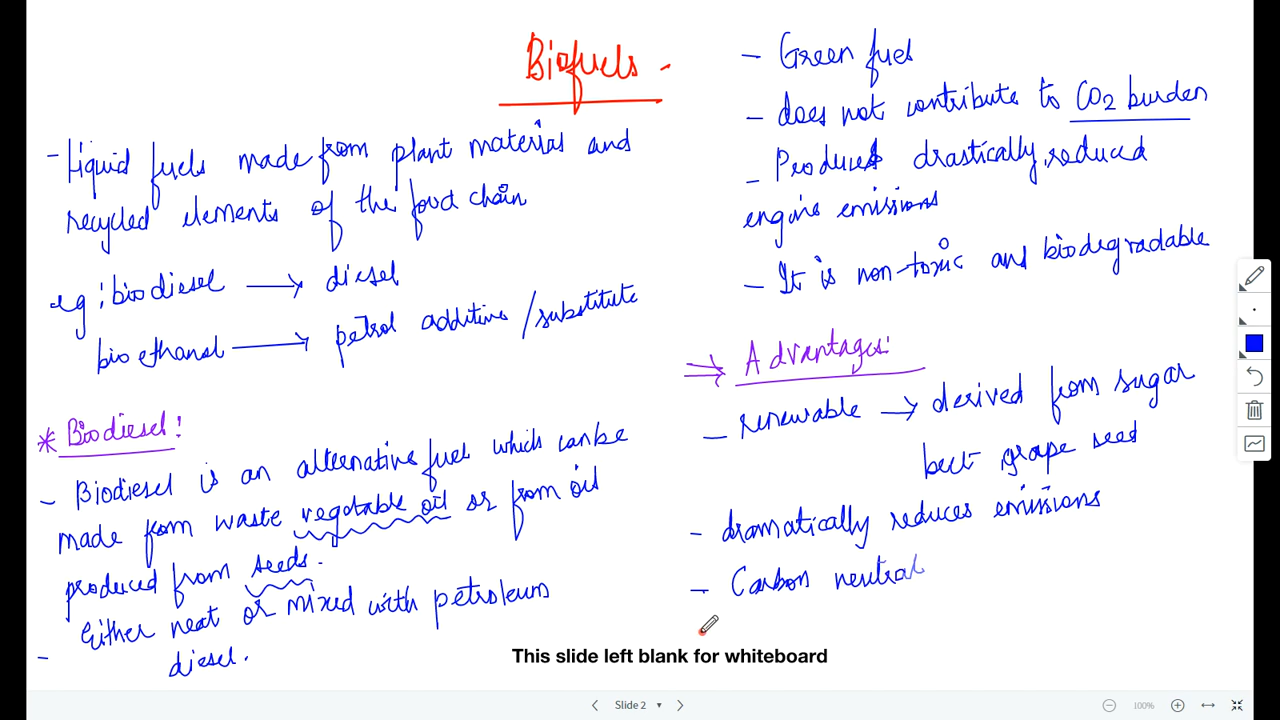 Biofuels -
- Liquid fuels made from plant material and
recycled elements of the food chain
eg: biodiesel → diesel
bioethanol → petrol additive/substitute
* Biodiesel:
- Biodiesel is an alternative fuel which can be
made from waste vegetable oil or from oil
produced from seeds.
- Either neat or mixed with petroleum
diesel.
- Green fuel
- does not contribute to CO2 burden
- Produces drastically reduced
engine emissions
- It is non-toxic and biodegradable
⇒ Advantages:
- renewable → derived from sugar
beet grape seed
- dramatically reduces emissions
- Carbon neutral
This slide left blank for whiteboard
Slide 2
100%